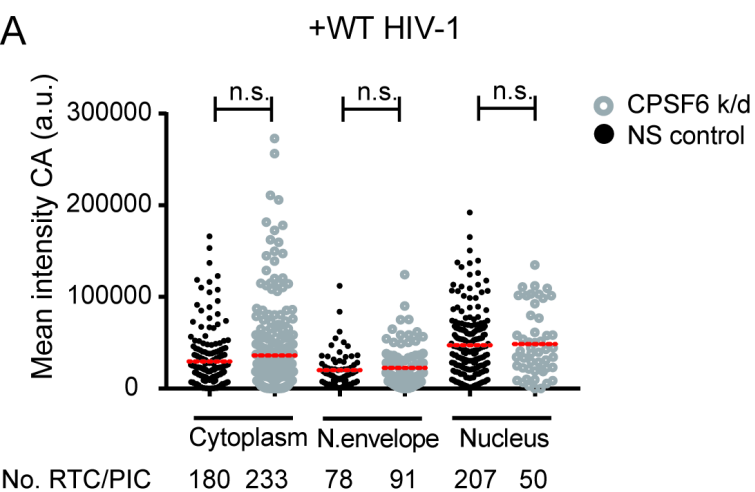 A
+WT HIV-1
n.s. n.s. n.s.
CPSF6 k/d
NS control
Mean intensity CA (a.u.)
300000
200000
100000
0
Cytoplasm N.envelope Nucleus
No. RTC/PIC 180 233 78 91 207 50